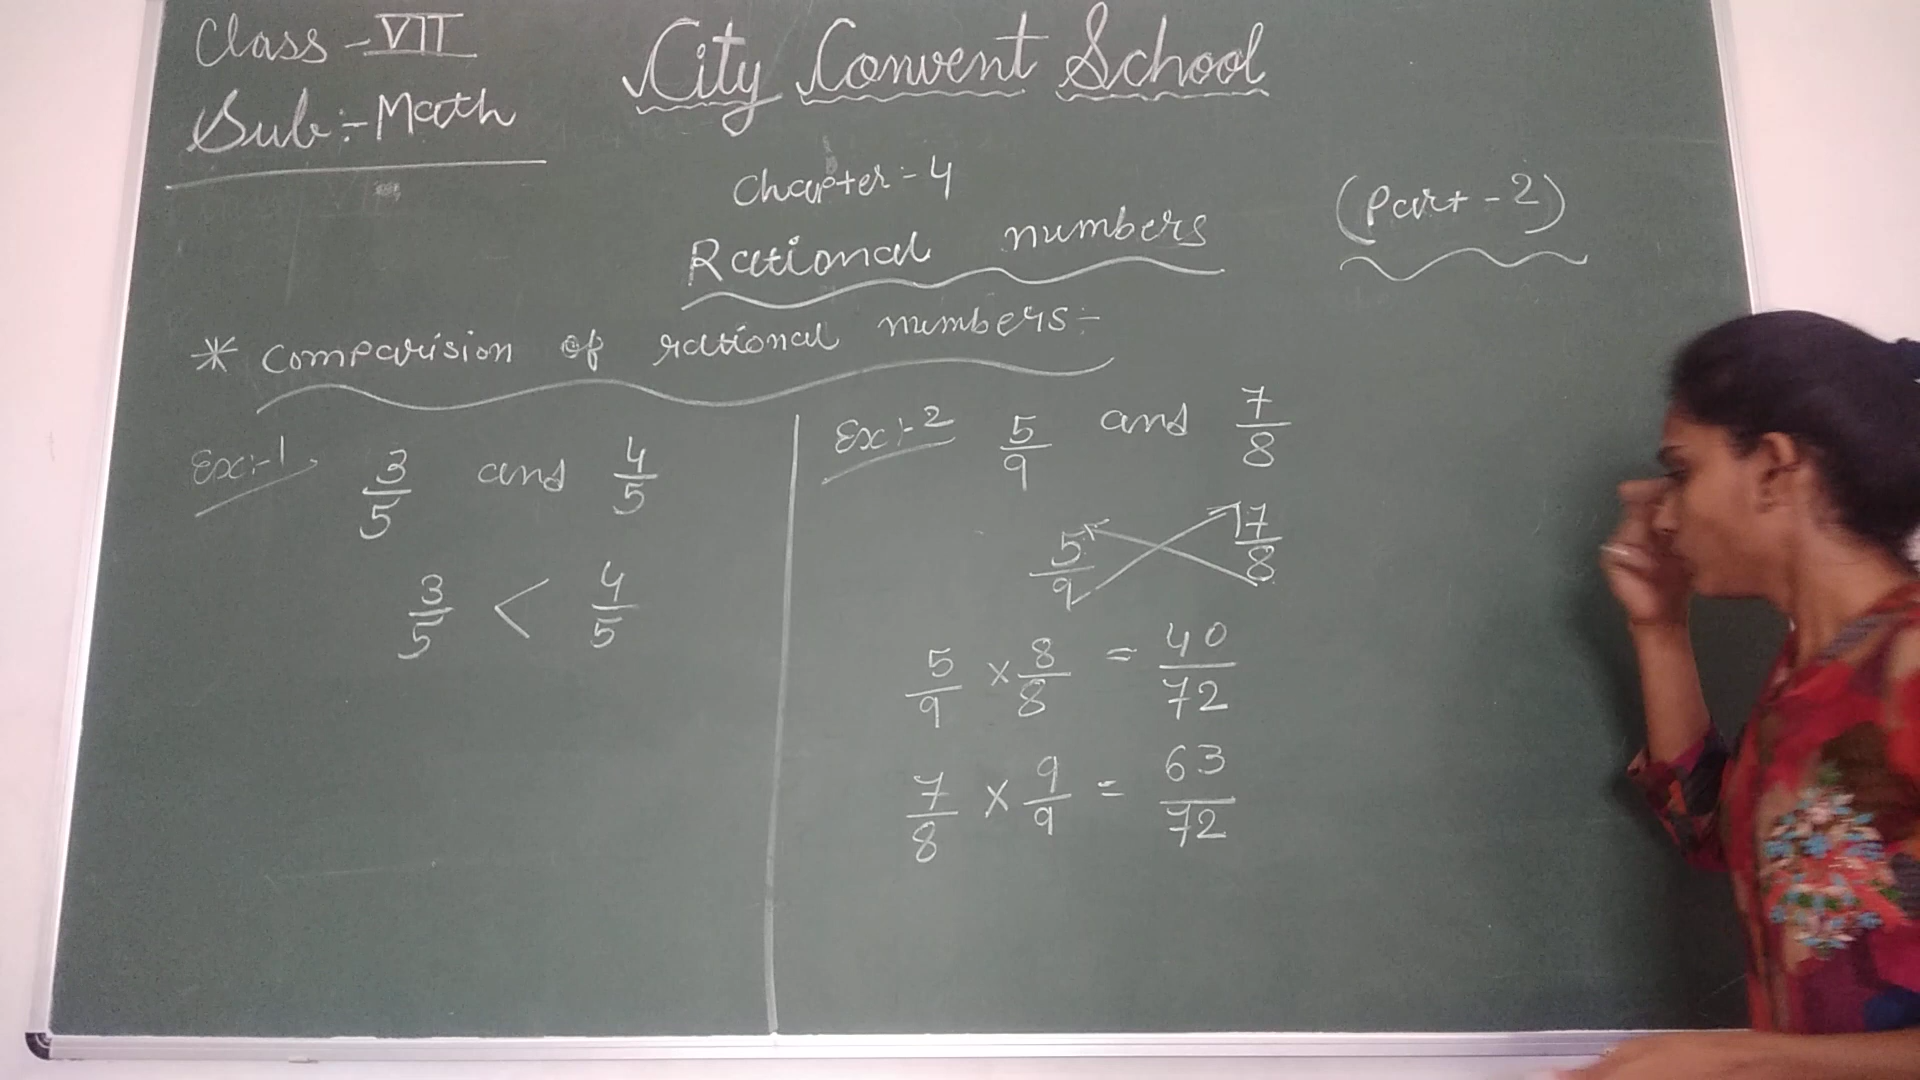 Class - VII
Sub:- Math
City Convent School
Chapter:- 4
Rational numbers
(Part - 2)
* Comparision of rational numbers:-
Ex:-1 3/5 and 4/5
3/5 < 4/5
Ex:-2 5/9 and 7/8
5/9 7/8
5/9 × 8/8 = 40/72
7/8 × 9/9 = 63/72